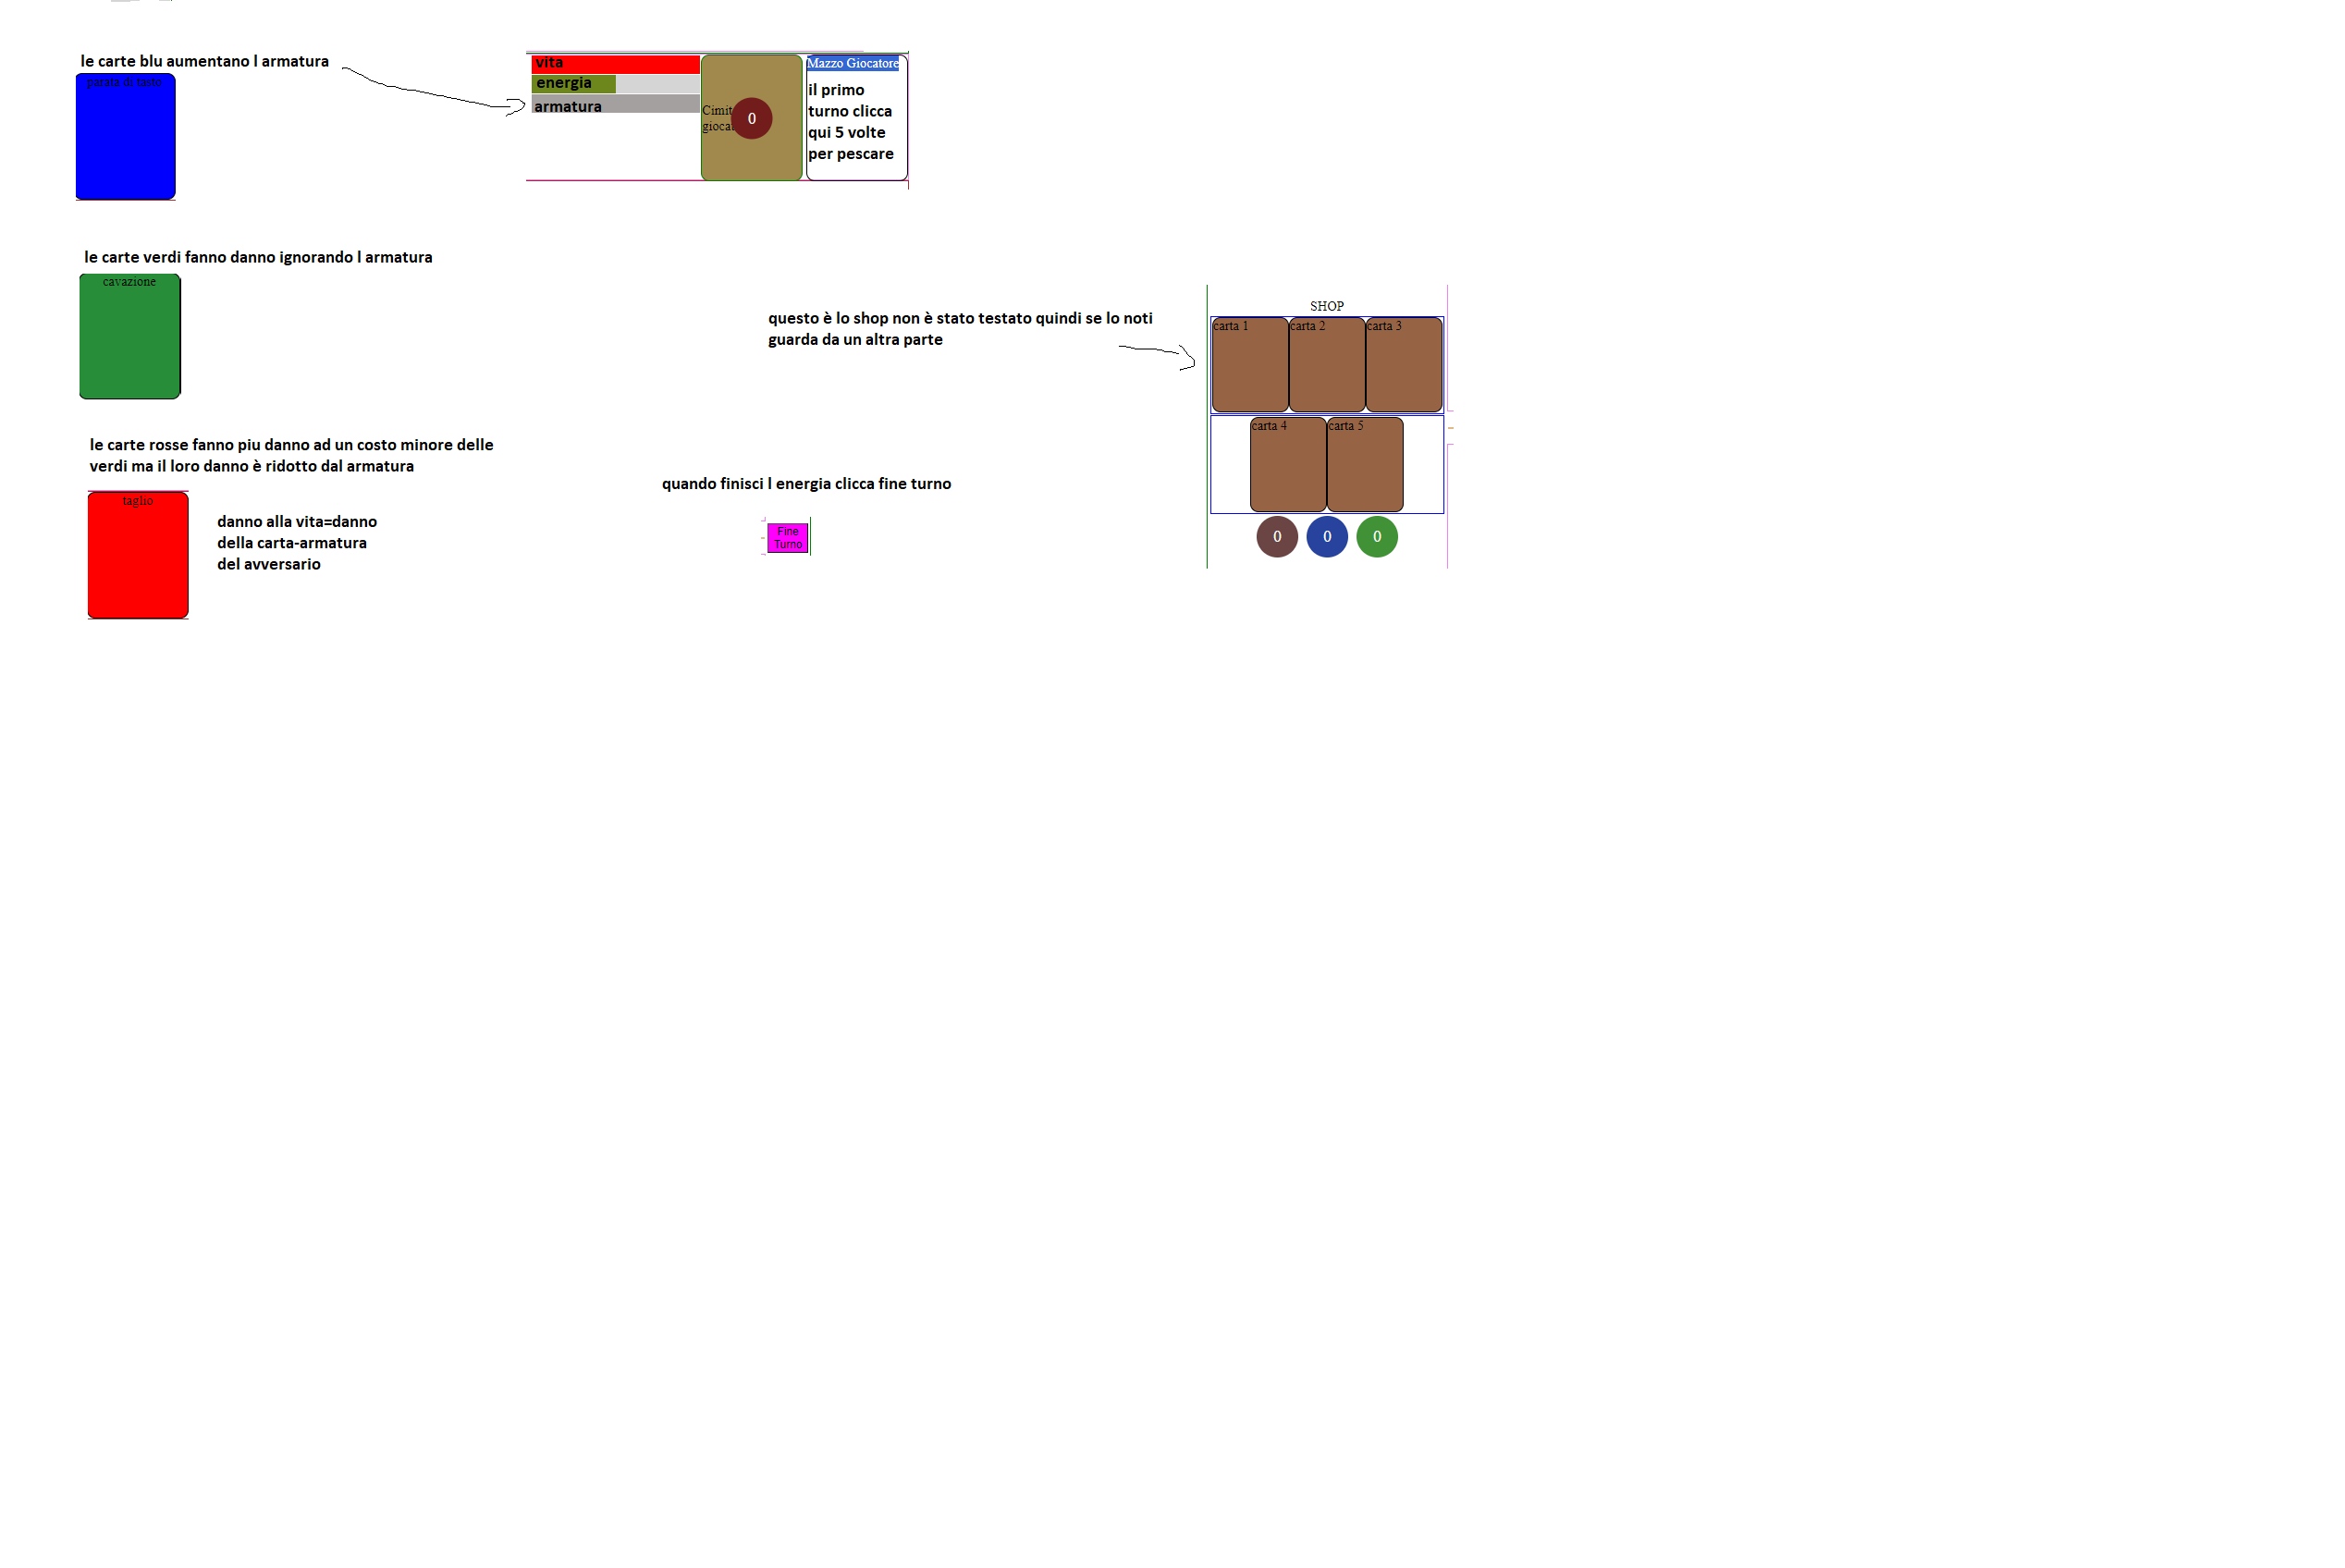 le carte blu aumentano l armatura
parata di tasto
vita
energia
armatura
0
Mazzo Giocatore
il primo
turno clicca
qui 5 volte
per pescare
le carte verdi fanno danno ignorando l armatura
cavazione
questo è lo shop non è stato testato quindi se lo noti
guarda da un altra parte
SHOP
carta 1 carta 2 carta 3
carta 4 carta 5
0 0 0
le carte rosse fanno piu danno ad un costo minore delle
verdi ma il loro danno è ridotto dal armatura
taglio
danno alla vita=danno
della carta-armatura
del avversario
quando finisci l energia clicca fine turno
Fine
Turno